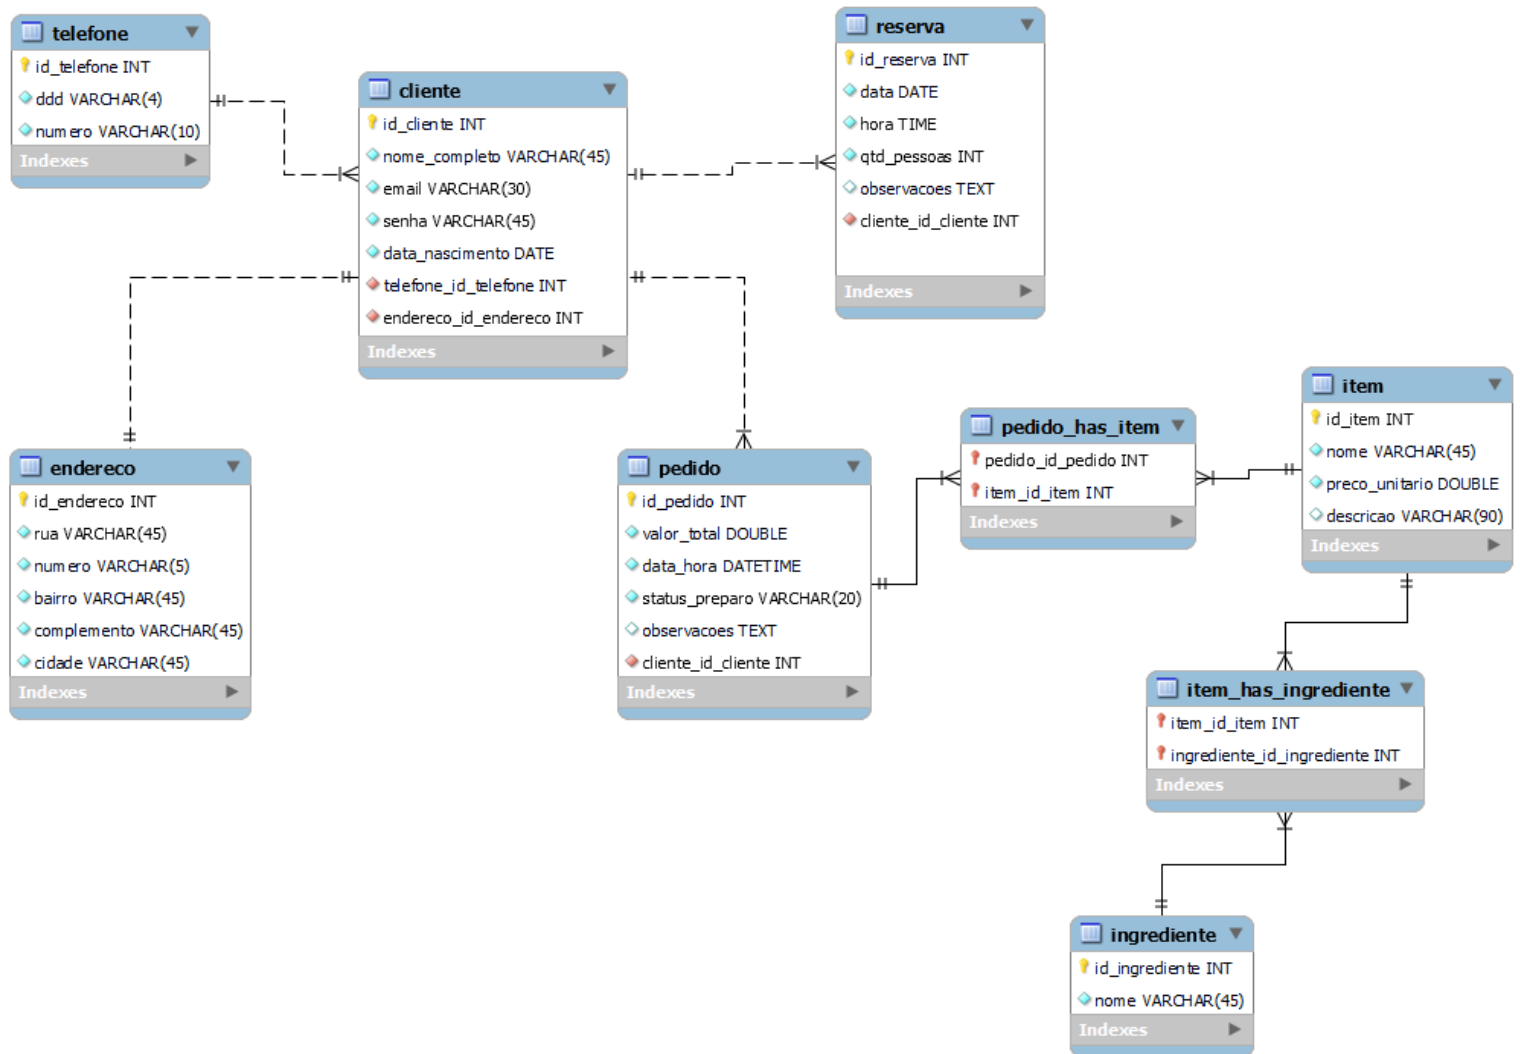 telefone
id_telefone INT
ddd VARCHAR(4)
numero VARCHAR(10)
Indexes
cliente
id_cliente INT
nome_completo VARCHAR(45)
email VARCHAR(30)
senha VARCHAR(45)
data_nascimento DATE
telefone_id_telefone INT
endereco_id_endereco INT
Indexes
reserva
id_reserva INT
data DATE
hora TIME
qtd_pessoas INT
observacoes TEXT
cliente_id_cliente INT
Indexes
endereco
id_endereco INT
rua VARCHAR(45)
numero VARCHAR(5)
bairro VARCHAR(45)
complemento VARCHAR(45)
cidade VARCHAR(45)
Indexes
pedido
id_pedido INT
valor_total DOUBLE
data_hora DATETIME
status_preparo VARCHAR(20)
observacoes TEXT
cliente_id_cliente INT
Indexes
pedido_has_item
pedido_id_pedido INT
item_id_item INT
Indexes
item
id_item INT
nome VARCHAR(45)
preco_unitario DOUBLE
descricao VARCHAR(90)
Indexes
item_has_ingrediente
item_id_item INT
ingrediente_id_ingrediente INT
Indexes
ingrediente
id_ingrediente INT
nome VARCHAR(45)
Indexes